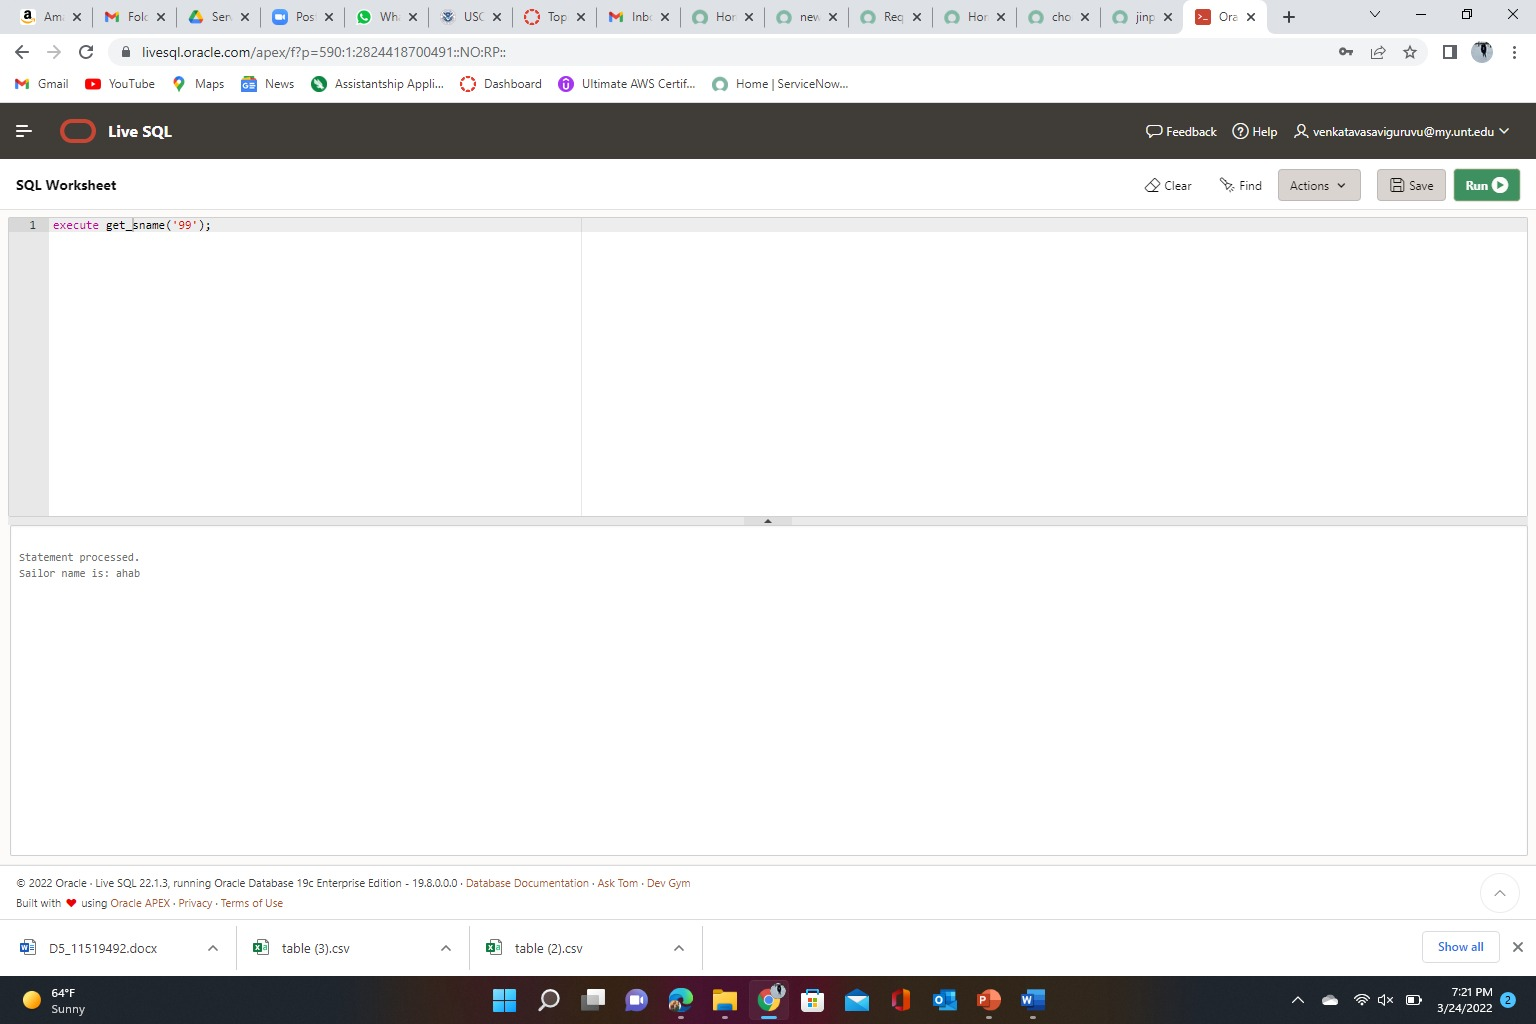 Am
Fol
Ser
Pos
Wh
USC
Top
Inb
Hor
new
Req
Hor
cho
jinp
Ora
livesql.oracle.com/apex/f?p=590:1:2824418700491::NO:RP::
Gmail YouTube Maps News Assistantship Appli... Dashboard Ultimate AWS Certif... Home | ServiceNow...
Live SQL
Feedback Help venkatavasaviguruvu@my.unt.edu
SQL Worksheet
Clear Find Actions Save Run
1 execute get_sname('99');
Statement processed.
Sailor name is: ahab
© 2022 Oracle · Live SQL 22.1.3, running Oracle Database 19c Enterprise Edition - 19.8.0.0.0 · Database Documentation · Ask Tom · Dev Gym
Built with ♥ using Oracle APEX · Privacy · Terms of Use
D5_11519492.docx table (3).csv table (2).csv Show all
64°F
Sunny
7:21 PM
3/24/2022
2